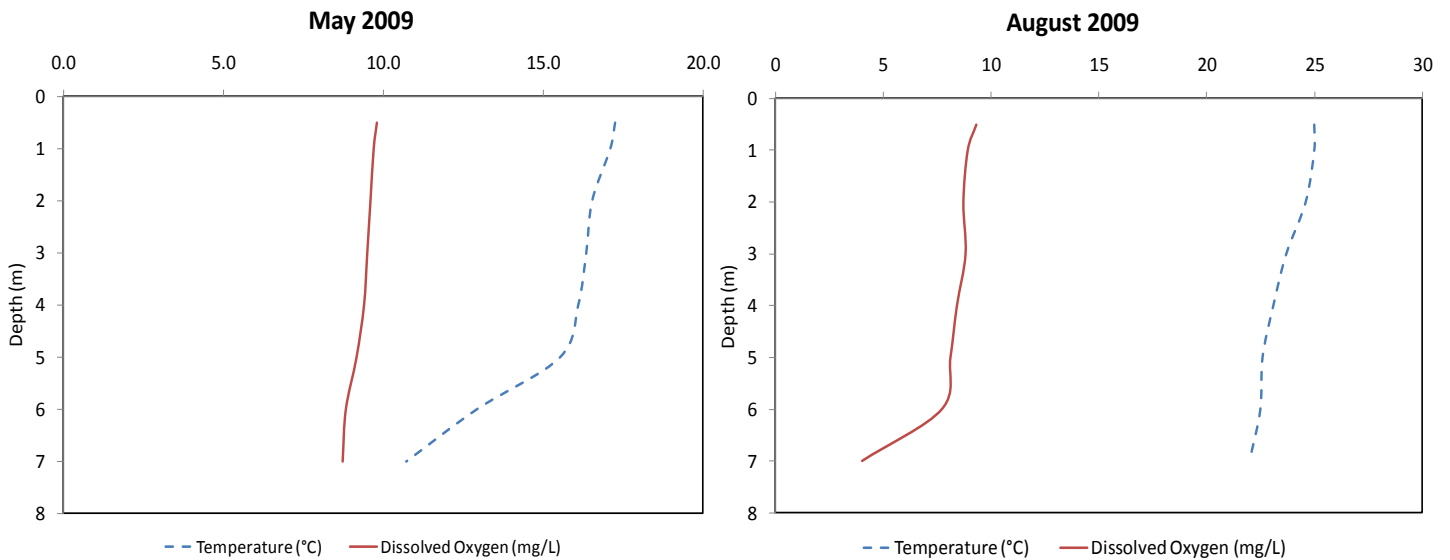 May 2009
0.0 5.0 10.0 15.0 20.0
0
1
2
3
4
5
6
7
8
Depth (m)
Temperature (°C) Dissolved Oxygen (mg/L)
August 2009
0 5 10 15 20 25 30
0
1
2
3
4
5
6
7
8
Depth (m)
Temperature (°C) Dissolved Oxygen (mg/L)